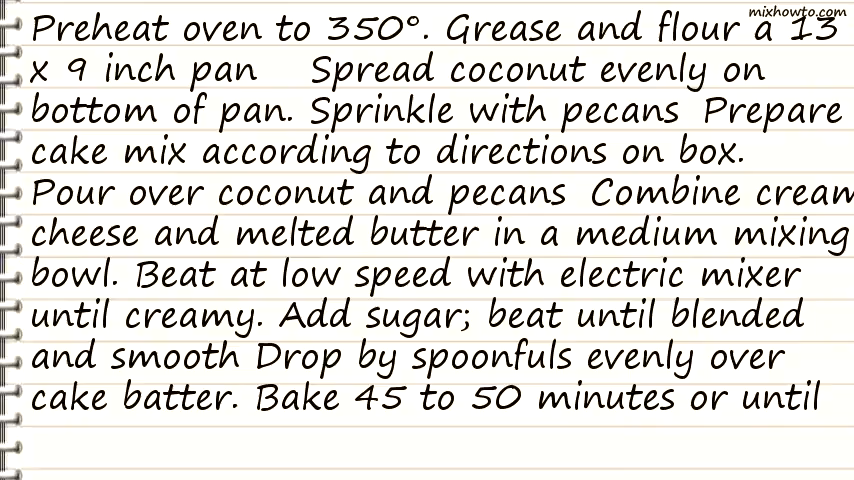 mixhowto.com
Preheat oven to 350°. Grease and flour a 13
x 9 inch pan Spread coconut evenly on
bottom of pan. Sprinkle with pecans Prepare
cake mix according to directions on box.
Pour over coconut and pecans Combine cream
cheese and melted butter in a medium mixing
bowl. Beat at low speed with electric mixer
until creamy. Add sugar; beat until blended
and smooth Drop by spoonfuls evenly over
cake batter. Bake 45 to 50 minutes or until